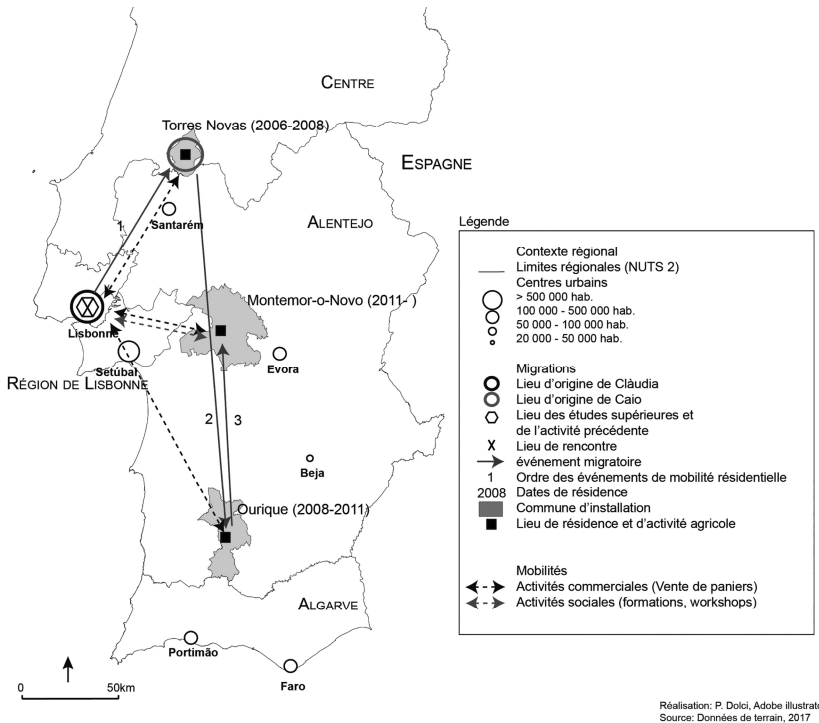 CENTRE
Torres Novas (2006-2008)
ESPAGNE
1
Santarém
ALENTEJO
Montemor-o-Novo (2011- )
Lisbonne
Evora
Sétúbal
RÉGION DE LISBONNE
2
3
Beja
Ourique (2008-2011)
ALGARVE
Portimão
Faro
0
50km
Légende
Contexte régional
Limites régionales (NUTS 2)
Centres urbains
> 500 000 hab.
100 000 - 500 000 hab.
50 000 - 100 000 hab.
20 000 - 50 000 hab.
Migrations
Lieu d'origine de Clàudia
Lieu d'origine de Caio
Lieu des études supérieures et
de l'activité précédente
Lieu de rencontre
événement migratoire
1 Ordre des événements de mobilité résidentielle
2008 Dates de résidence
Commune d'installation
Lieu de résidence et d'activité agricole
Mobilités
Activités commerciales (Vente de paniers)
Activités sociales (formations, workshops)
Réalisation: P. Dolci, Adobe illustrato
Source: Données de terrain, 2017